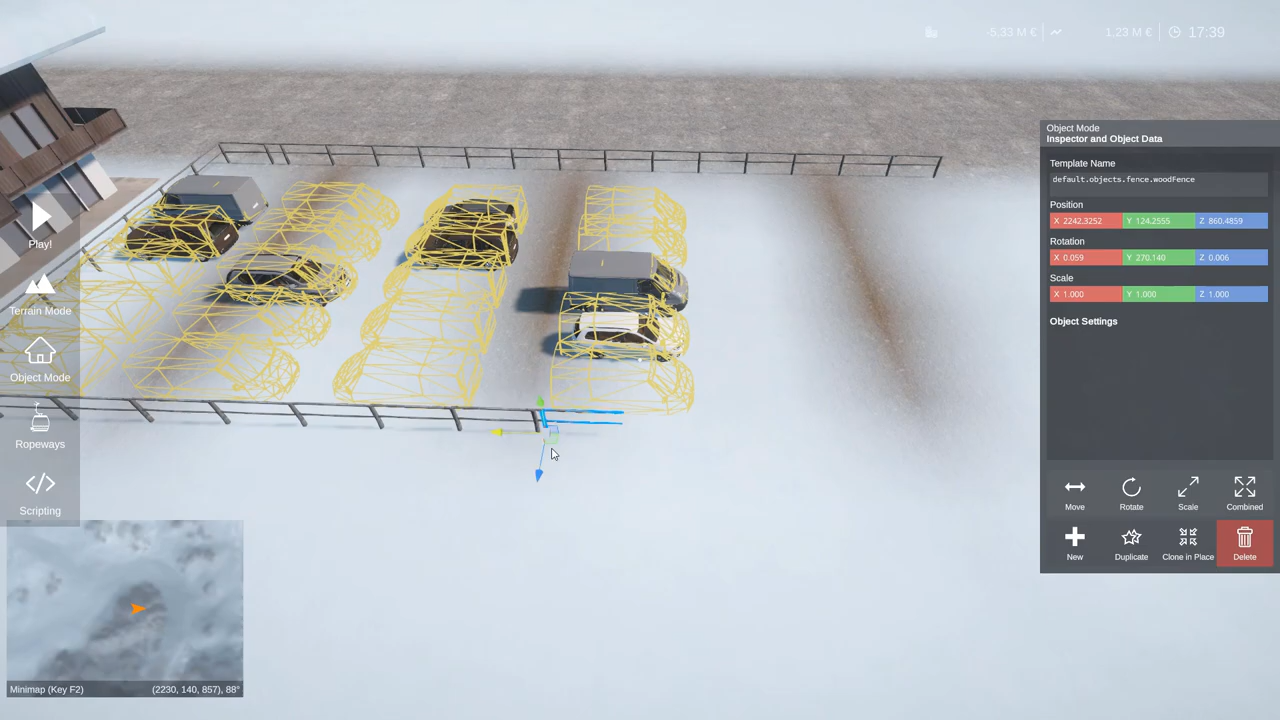 -5,33 M €
1,23 M €
17:39
Object Mode
Inspector and Object Data
Template Name
default.objects.fence.woodFence
Position
X 2242.3252 Y 124.2555 Z 860.4859
Rotation
X 0.059 Y 270.140 Z 0.006
Scale
X 1.000 Y 1.000 Z 1.000
Object Settings
Move Rotate Scale Combined
New Duplicate Clone in Place Delete
Play!
Terrain Mode
Object Mode
Ropeways
Scripting
Minimap (Key F2) (2230, 140, 857), 88°